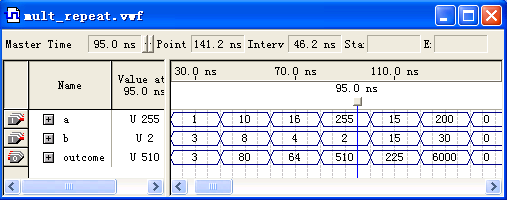 mult_repeat.vwf
Master Time 95.0 ns Point 141.2 ns Interv 46.2 ns Sta: E:
Name Value at 95.0 ns 30.0 ns 70.0 ns 110.0 ns
95.0 ns
a U 255 1 10 16 255 15 200 0
b U 2 3 8 4 2 15 30 0
outcome U 510 3 80 64 510 225 6000 0